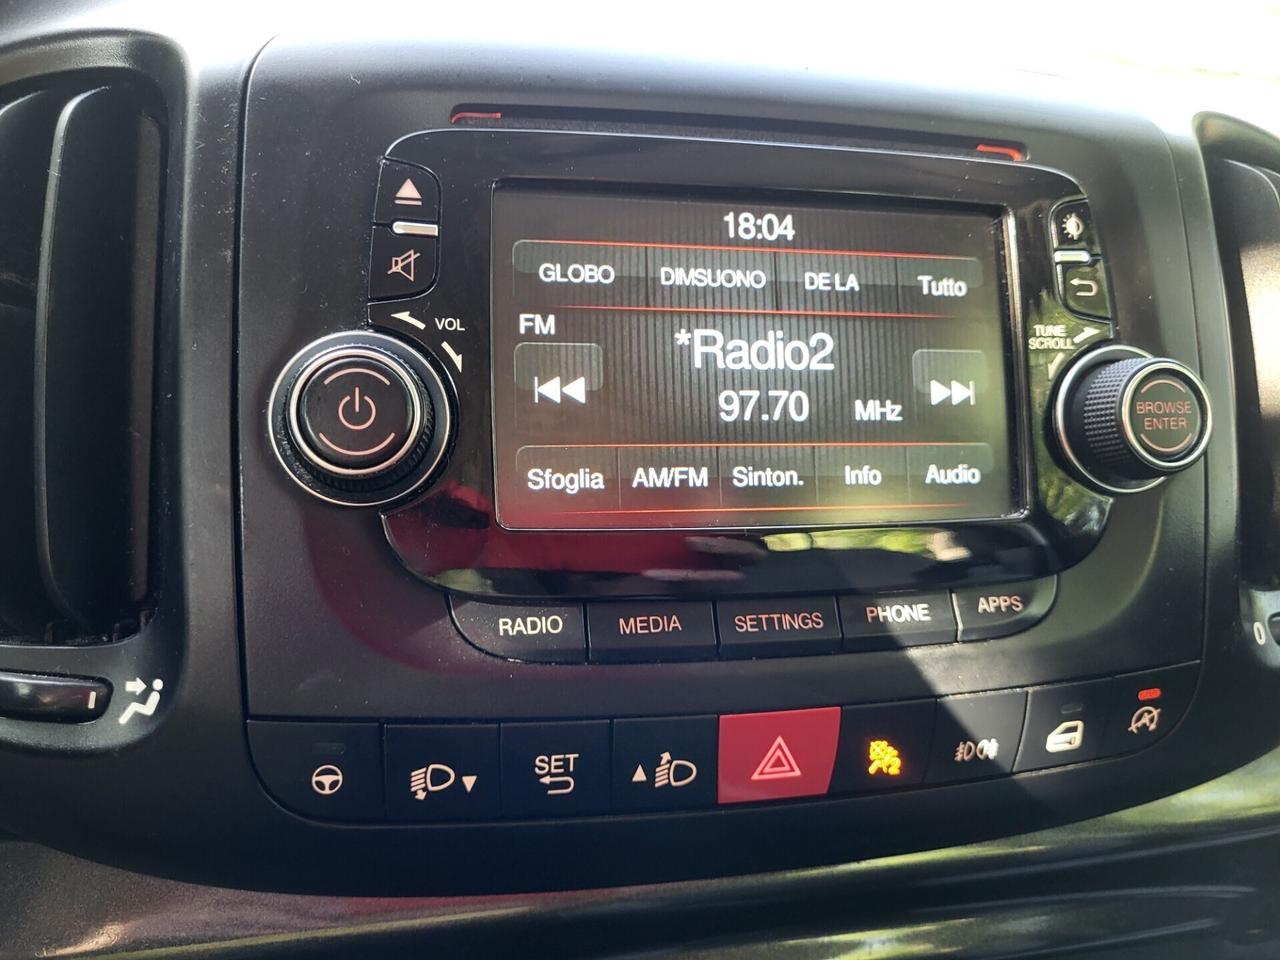 18:04
GLOBO DIMSUONO DE LA Tutto
VOL
FM
TUNE
SCROLL
*Radio2
97.70 MHz
BROWSE
ENTER
Sfoglia AM/FM Sinton. Info Audio
RADIO MEDIA SETTINGS PHONE APPS
0
SET